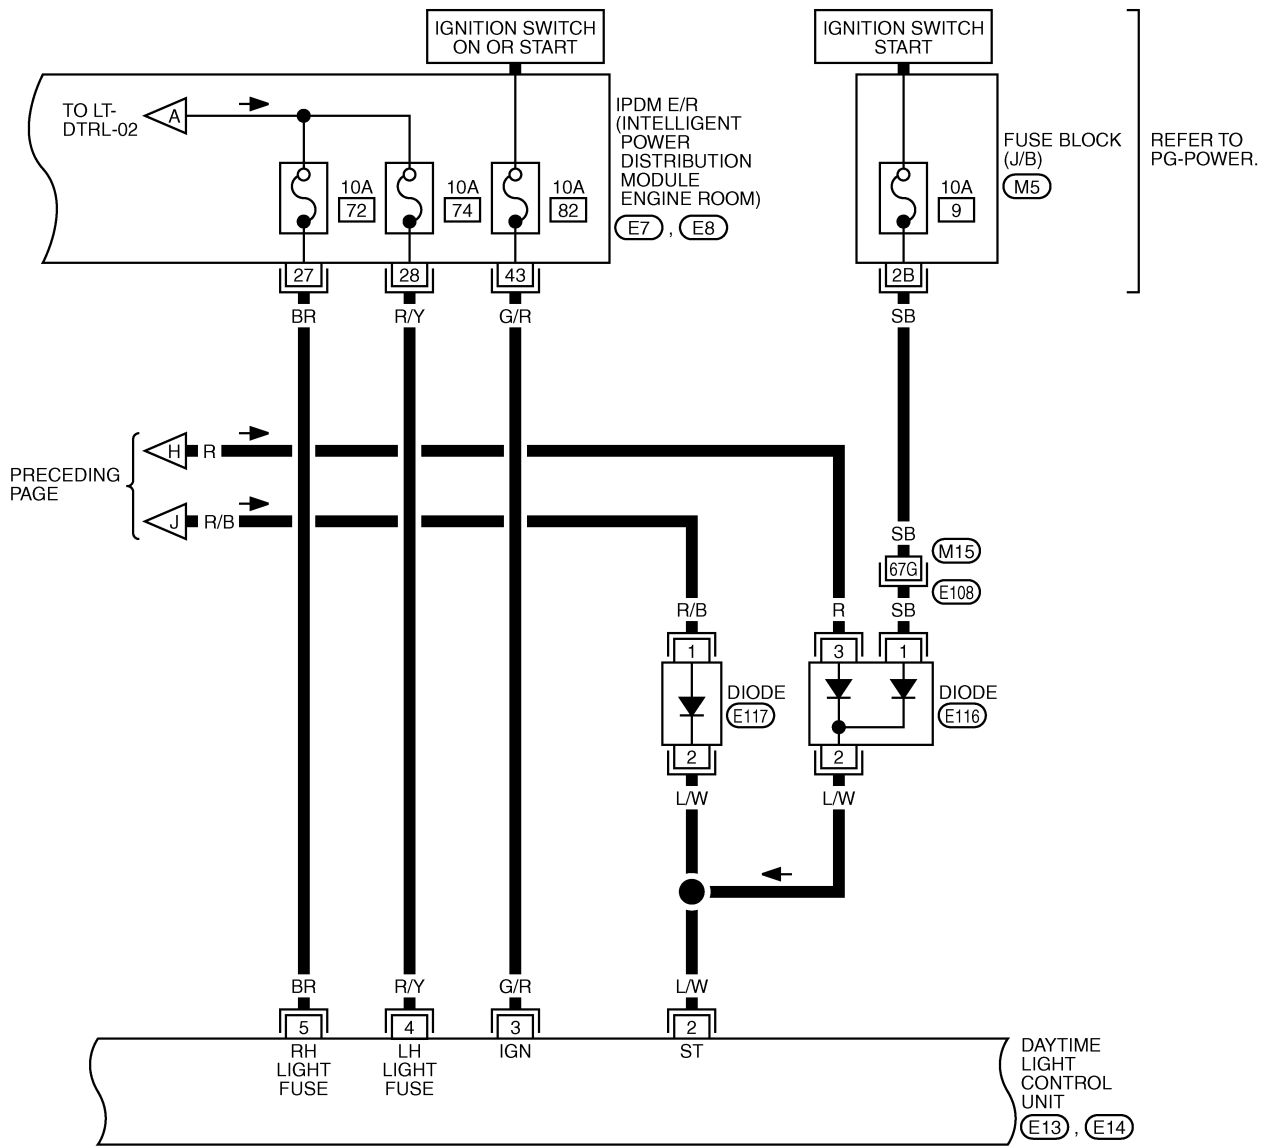 IGNITION SWITCH
ON OR START
IGNITION SWITCH
START
TO LT-
DTRL-02
A
IPDM E/R
(INTELLIGENT
POWER
DISTRIBUTION
MODULE
ENGINE ROOM)
E7 , E8
10A
72
10A
74
10A
82
10A
9
FUSE BLOCK
(J/B)
M5
REFER TO
PG-POWER.
27
28
43
2B
BR
R/Y
G/R
SB
PRECEDING
PAGE
H
R
J
R/B
SB
67G
M15
E108
R/B
R
SB
1
3
1
DIODE
E117
DIODE
E116
2
2
L/W
L/W
BR
R/Y
G/R
L/W
5
4
3
2
RH
LIGHT
FUSE
LH
LIGHT
FUSE
IGN
ST
DAYTIME
LIGHT
CONTROL
UNIT
E13 , E14